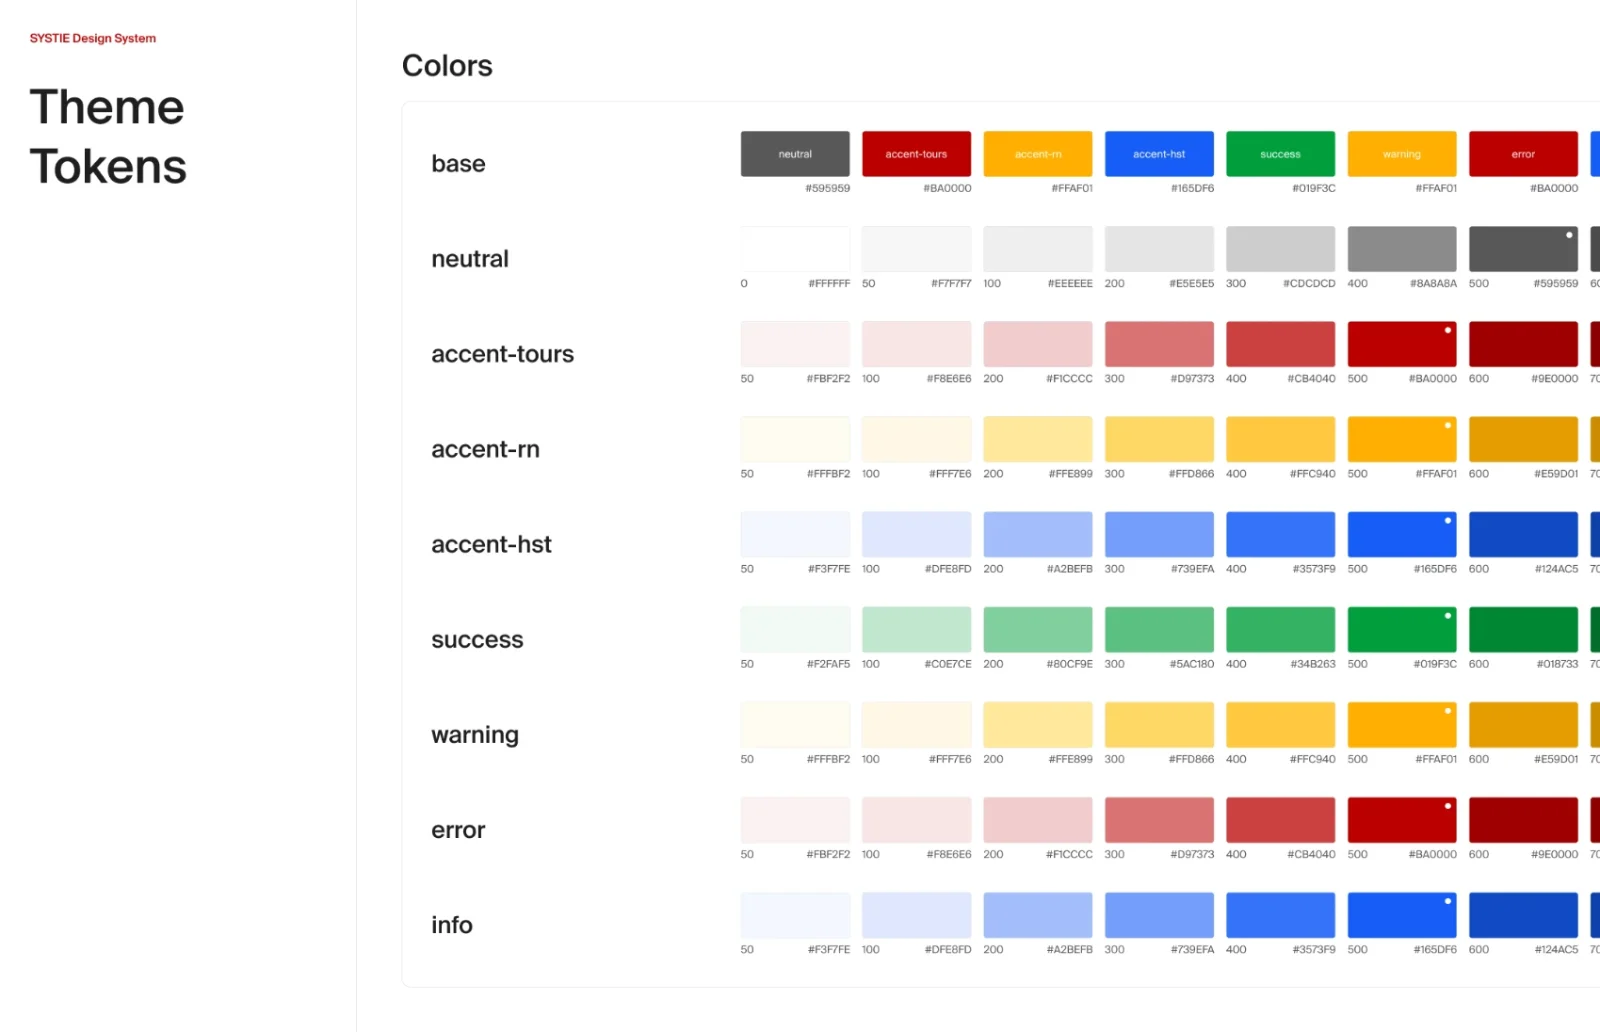 SYSTIE Design System
Theme
Tokens
Colors
base
neutral accent-tours accent-rn accent-hst success warning error
#595959 #BA0000 #FFAF01 #165DF6 #019F3C #FFAF01 #BA0000
neutral
0 #FFFFFF 50 #F7F7F7 100 #EEEEEE 200 #E5E5E5 300 #CDCDCD 400 #8A8A8A 500 #595959
accent-tours
50 #FBF2F2 100 #F8E6E6 200 #F1CCCC 300 #D97373 400 #CB4040 500 #BA0000 600 #9E0000
accent-rn
50 #FFFBF2 100 #FFF7E6 200 #FFE899 300 #FFD866 400 #FFC940 500 #FFAF01 600 #E59D01
accent-hst
50 #F3F7FE 100 #DFE8FD 200 #A2BEFB 300 #739EFA 400 #3573F9 500 #165DF6 600 #124AC5
success
50 #F2FAF5 100 #C0E7CE 200 #80CF9E 300 #5AC180 400 #34B263 500 #019F3C 600 #018733
warning
50 #FFFBF2 100 #FFF7E6 200 #FFE899 300 #FFD866 400 #FFC940 500 #FFAF01 600 #E59D01
error
50 #FBF2F2 100 #F8E6E6 200 #F1CCCC 300 #D97373 400 #CB4040 500 #BA0000 600 #9E0000
info
50 #F3F7FE 100 #DFE8FD 200 #A2BEFB 300 #739EFA 400 #3573F9 500 #165DF6 600 #124AC5